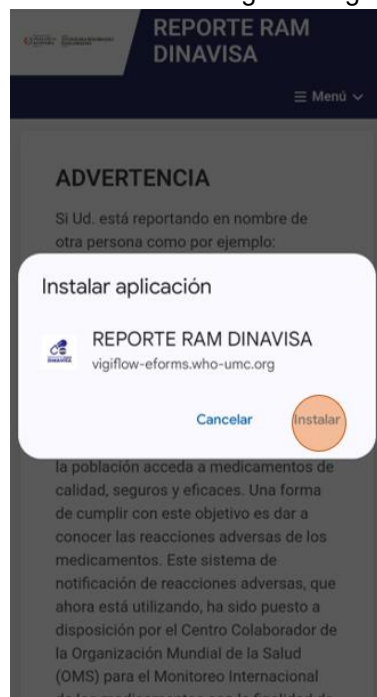 REPORTE RAM
DINAVISA
Menú
ADVERTENCIA
Si Ud. está reportando en nombre de
otra persona como por ejemplo:
Instalar aplicación
REPORTE RAM DINAVISA
vigiflow-eforms.who-umc.org
Cancelar
Instalar
la población acceda a medicamentos de
calidad, seguros y eficaces. Una forma
de cumplir con este objetivo es dar a
conocer las reacciones adversas de los
medicamentos. Este sistema de
notificación de reacciones adversas, que
ahora está utilizando, ha sido puesto a
disposición por el Centro Colaborador de
la Organización Mundial de la Salud
(OMS) para el Monitoreo Internacional